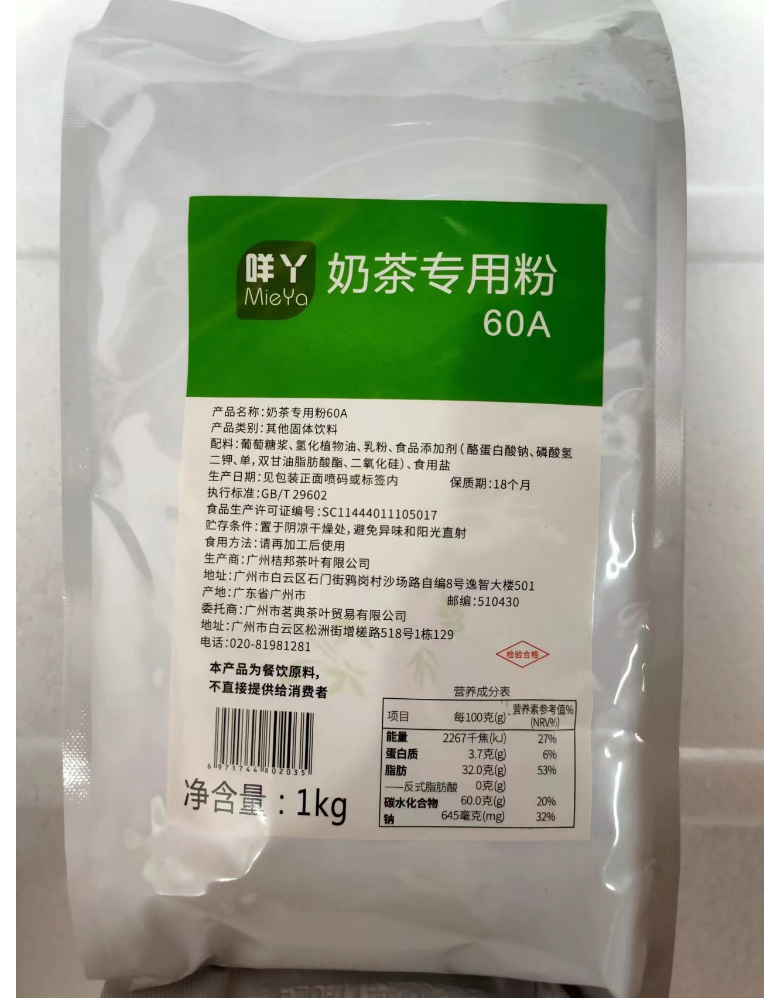 咩丫
MieYa
奶茶专用粉
60A
产品名称:奶茶专用粉60A
产品类别:其他固体饮料
配料:葡萄糖浆、氢化植物油、乳粉、食品添加剂(酪蛋白酸钠、磷酸氢
二钾、单,双甘油脂肪酸酯、二氧化硅)、食用盐
生产日期:见包装正面喷码或标签内 保质期:18个月
执行标准:GB/T 29602
食品生产许可证编号:SC11444011105017
贮存条件:置于阴凉干燥处,避免异味和阳光直射
食用方法:请再加工后使用
生产商:广州桔邦茶叶有限公司
地址:广州市白云区石门街鸦岗村沙场路自编8号逸智大楼501
产地:广东省广州市 邮编:510430
委托商:广州市茗典茶叶贸易有限公司
地址:广州市白云区松洲街增槎路518号1栋129
电话:020-81981281
检验合格
本产品为餐饮原料,
不直接提供给消费者
6971744802035
净含量:1kg
营养成分表
项目 每100克(g) 营养素参考值%(NRV%)
能量 2267千焦(kJ) 27%
蛋白质 3.7克(g) 6%
脂肪 32.0克(g) 53%
——反式脂肪酸 0克(g)
碳水化合物 60.0克(g) 20%
钠 645毫克(mg) 32%